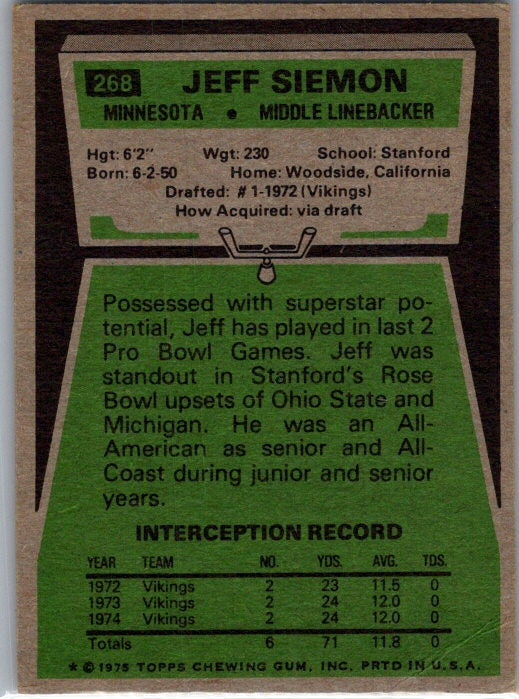 268 JEFF SIEMON
MINNESOTA • MIDDLE LINEBACKER
Hgt: 6'2" Wgt: 230 School: Stanford
Born: 6-2-50 Home: Woodside, California
Drafted: #1-1972 (Vikings)
How Acquired: via draft
Possessed with superstar po-
tential, Jeff has played in last 2
Pro Bowl Games. Jeff was
standout in Stanford's Rose
Bowl upsets of Ohio State and
Michigan. He was an All-
American as senior and All-
Coast during junior and senior
years.
INTERCEPTION RECORD
YEAR TEAM NO. YDS. AVG. TDS.
1972 Vikings 2 23 11.5 0
1973 Vikings 2 24 12.0 0
1974 Vikings 2 24 12.0 0
Totals 6 71 11.8 0
* © 1975 TOPPS CHEWING GUM, INC. PRTD IN U.S.A.